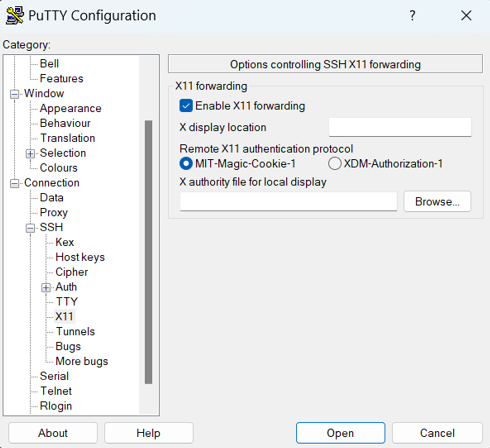 PuTTY Configuration
Category:
Bell
Features
Window
Appearance
Behaviour
Translation
Selection
Colours
Connection
Data
Proxy
SSH
Kex
Host keys
Cipher
Auth
TTY
X11
Tunnels
Bugs
More bugs
Serial
Telnet
Rlogin
Options controlling SSH X11 forwarding
X11 forwarding
Enable X11 forwarding
X display location
Remote X11 authentication protocol
MIT-Magic-Cookie-1 XDM-Authorization-1
X authority file for local display
Browse...
About Help Open Cancel